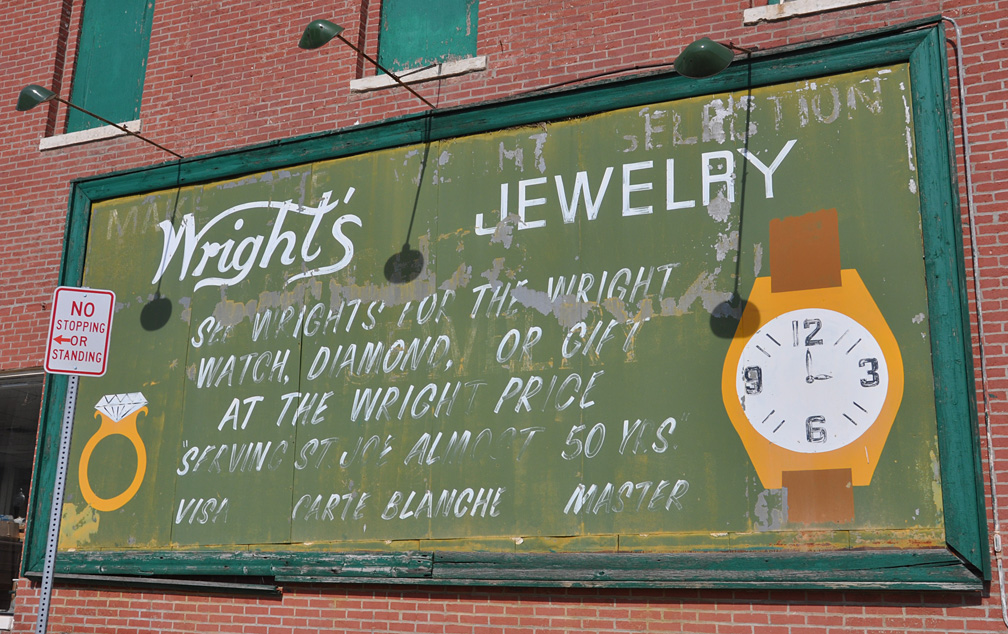 SELECTION
Wright's JEWELRY
SEE WRIGHTS FOR THE WRIGHT
WATCH, DIAMOND, OR GIFT
AT THE WRIGHT PRICE
"SERVING ST. JOE ALMOST 50 YRS."
VISA CARTE BLANCHE MASTER
NO
STOPPING
OR
STANDING
12
9 3
6